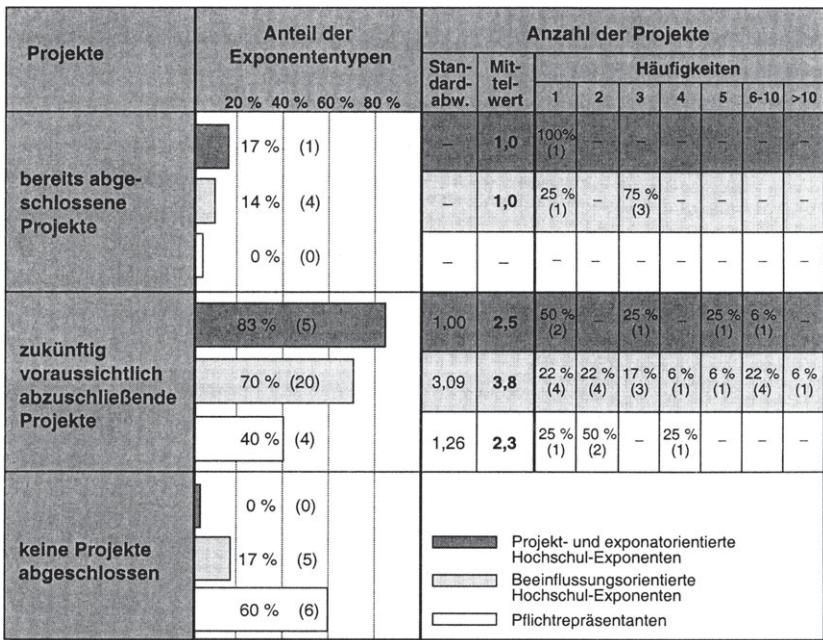 Projekte
Anteil der
Exponententypen
20 % 40 % 60 % 80 %
Anzahl der Projekte
Stan-
dard-
abw.
Mit-
tel-
wert
Häufigkeiten
1 2 3 4 5 6-10 >10
bereits abge-
schlossene
Projekte
17 % (1)
– 1,0 100% – – – – – –
(1)
14 % (4)
– 1,0 25 % – 75 % – – – –
(1) (3)
0 % (0)
– – – – – – – – –
zukünftig
voraussichtlich
abzuschließende
Projekte
83 % (5)
1,00 2,5 50 % – 25 % – 25 % 6 % –
(2) (1) (1) (1)
70 % (20)
3,09 3,8 22 % 22 % 17 % 6 % 6 % 22 % 6 %
(4) (4) (3) (1) (1) (4) (1)
40 % (4)
1,26 2,3 25 % 50 % – 25 % – – –
(1) (2) (1)
keine Projekte
abgeschlossen
0 % (0)
17 % (5)
60 % (6)
Projekt- und exponatorientierte
Hochschul-Exponenten
Beeinflussungsorientierte
Hochschul-Exponenten
Pflichtrepräsentanten